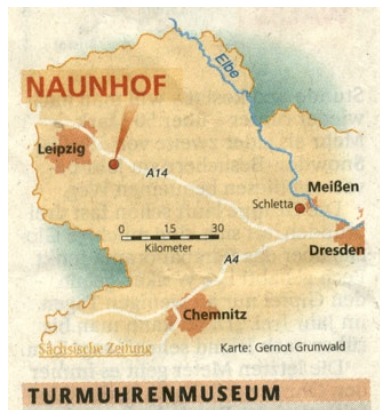 Elbe
NAUNHOF
Leipzig
A14
Meißen
Schletta
0 15 30
Kilometer
Dresden
A4
Chemnitz
Sächsische Zeitung
Karte: Gernot Grunwald
TURMUHRENMUSEUM